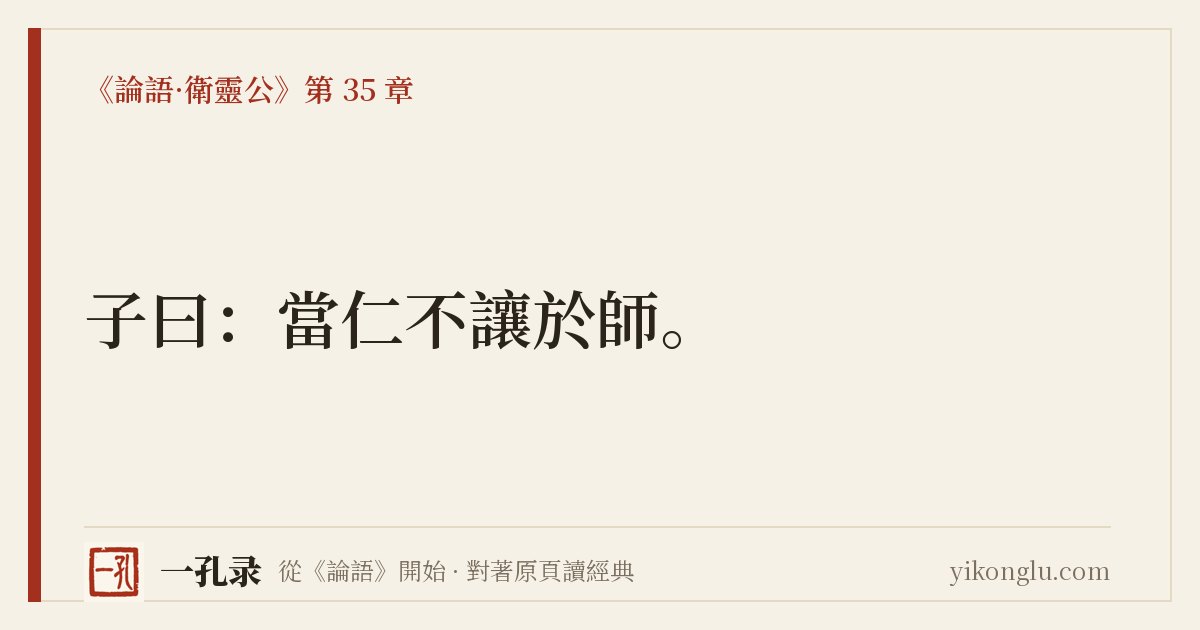 《論語·衛靈公》第 35 章
子曰：當仁不讓於師。
一孔
一孔录 從《論語》開始 · 對著原頁讀經典 yikonglu.com